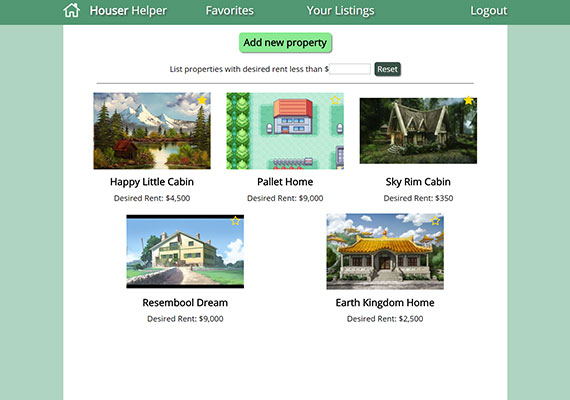 Houser Helper Favorites Your Listings Logout
Add new property
List properties with desired rent less than $ Reset
Happy Little Cabin Pallet Home Sky Rim Cabin
Desired Rent: $4,500 Desired Rent: $9,000 Desired Rent: $350
Resembool Dream Earth Kingdom Home
Desired Rent: $9,000 Desired Rent: $2,500